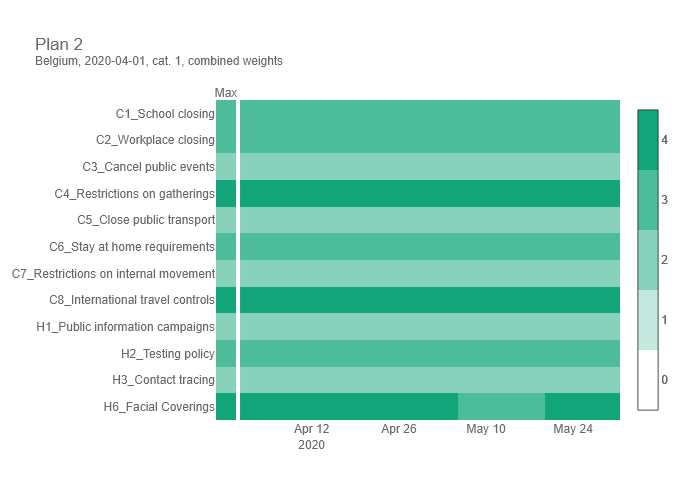 Plan 2
Belgium, 2020-04-01, cat. 1, combined weights
Max
C1_School closing
C2_Workplace closing
C3_Cancel public events
C4_Restrictions on gatherings
C5_Close public transport
C6_Stay at home requirements
C7_Restrictions on internal movement
C8_International travel controls
H1_Public information campaigns
H2_Testing policy
H3_Contact tracing
H6_Facial Coverings
Apr 12 Apr 26 May 10 May 24
2020
4
3
2
1
0